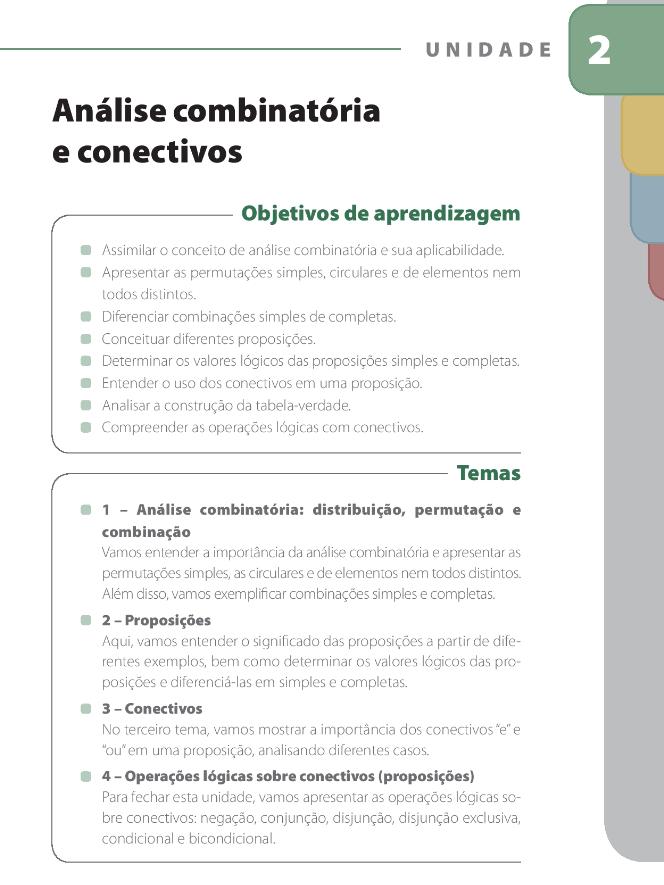 UNIDADE 2
Análise combinatória
e conectivos
Objetivos de aprendizagem
Assimilar o conceito de análise combinatória e sua aplicabilidade.
Apresentar as permutações simples, circulares e de elementos nem
todos distintos.
Diferenciar combinações simples de completas.
Conceituar diferentes proposições.
Determinar os valores lógicos das proposições simples e completas.
Entender o uso dos conectivos em uma proposição.
Analisar a construção da tabela-verdade.
Compreender as operações lógicas com conectivos.
Temas
1 – Análise combinatória: distribuição, permutação e
combinação
Vamos entender a importância da análise combinatória e apresentar as
permutações simples, as circulares e de elementos nem todos distintos.
Além disso, vamos exemplificar combinações simples e completas.
2 – Proposições
Aqui, vamos entender o significado das proposições a partir de dife-
rentes exemplos, bem como determinar os valores lógicos das pro-
posições e diferenciá-las em simples e completas.
3 – Conectivos
No terceiro tema, vamos mostrar a importância dos conectivos “e” e
“ou” em uma proposição, analisando diferentes casos.
4 – Operações lógicas sobre conectivos (proposições)
Para fechar esta unidade, vamos apresentar as operações lógicas so-
bre conectivos: negação, conjunção, disjunção, disjunção exclusiva,
condicional e bicondicional.